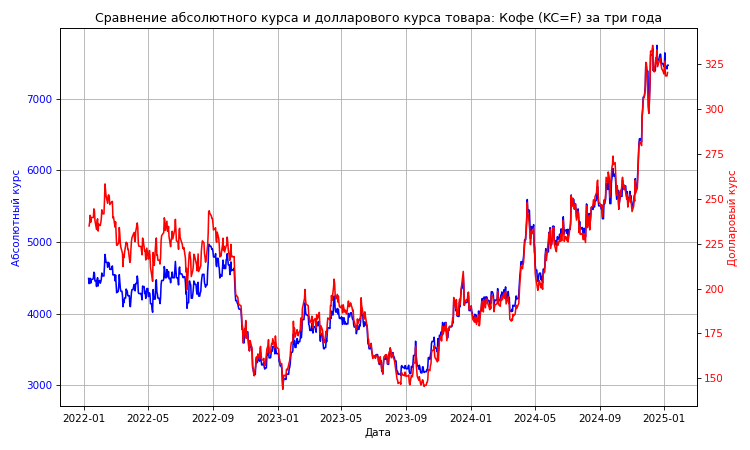 Сравнение абсолютного курса и долларового курса товара: Кофе (KC=F) за три года
Абсолютный курс
7000
6000
5000
4000
3000
325
300
275
250
225
200
175
150
Долларовый курс
2022-01 2022-05 2022-09 2023-01 2023-05 2023-09 2024-01 2024-05 2024-09 2025-01
Дата